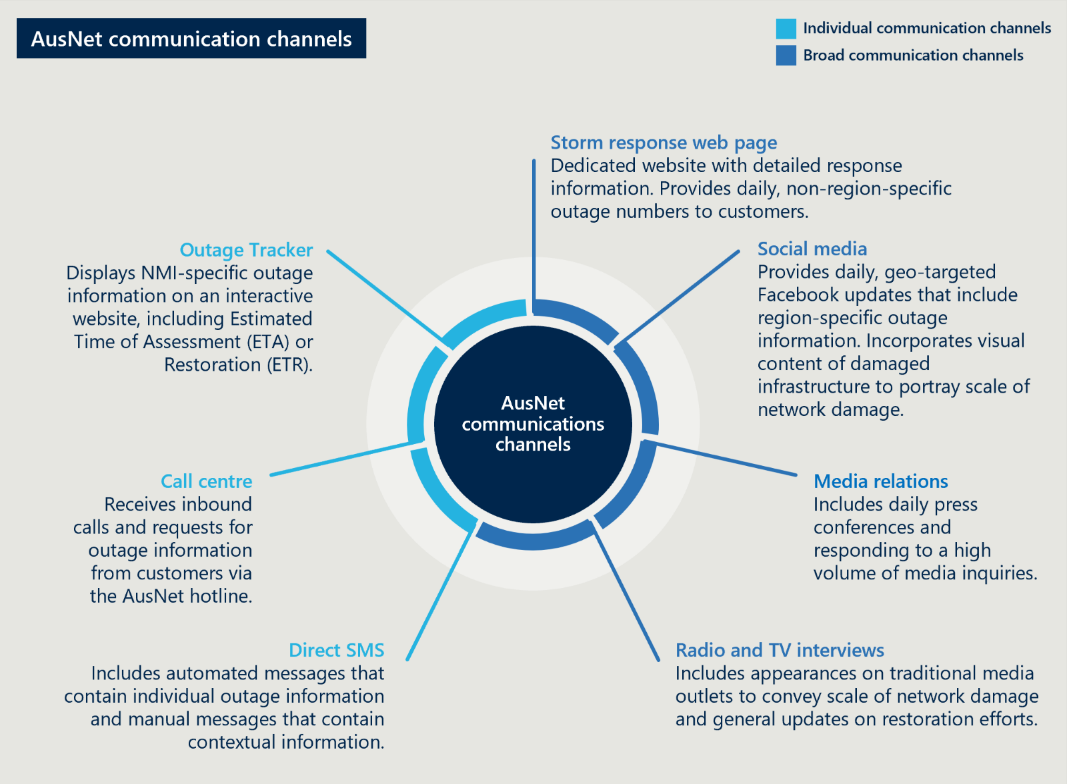 AusNet communication channels
Individual communication channels
Broad communication channels
Storm response web page
Dedicated website with detailed response
information. Provides daily, non-region-specific
outage numbers to customers.
Social media
Provides daily, geo-targeted
Facebook updates that include
region-specific outage
information. Incorporates visual
content of damaged
infrastructure to portray scale of
network damage.
Media relations
Includes daily press
conferences and
responding to a high
volume of media inquiries.
Radio and TV interviews
Includes appearances on traditional media
outlets to convey scale of network damage
and general updates on restoration efforts.
Direct SMS
Includes automated messages that
contain individual outage information
and manual messages that contain
contextual information.
Call centre
Receives inbound
calls and requests for
outage information
from customers via
the AusNet hotline.
Outage Tracker
Displays NMI-specific outage
information on an interactive
website, including Estimated
Time of Assessment (ETA) or
Restoration (ETR).
AusNet
communications
channels